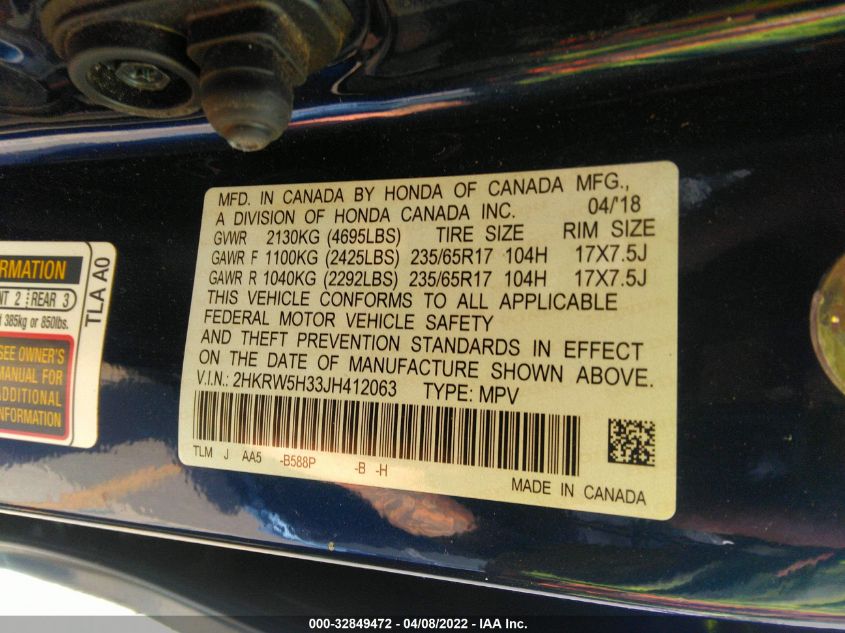 MFD. IN CANADA BY HONDA OF CANADA MFG.,
A DIVISION OF HONDA CANADA INC. 04/'18
GVWR 2130KG (4695LBS) TIRE SIZE RIM SIZE
GAWR F 1100KG (2425LBS) 235/65R17 104H 17X7.5J
GAWR R 1040KG (2292LBS) 235/65R17 104H 17X7.5J
THIS VEHICLE CONFORMS TO ALL APPLICABLE
FEDERAL MOTOR VEHICLE SAFETY
AND THEFT PREVENTION STANDARDS IN EFFECT
ON THE DATE OF MANUFACTURE SHOWN ABOVE.
V.I.N.: 2HKRW5H33JH412063 TYPE: MPV
TLM J AA5 -B588P -B -H
MADE IN CANADA
RMATION
NT 2 REAR 3
385kg or 850lbs.
SEE OWNER'S
MANUAL FOR
ADDITIONAL
NFORMATION
TLA A0
000-32849472 - 04/08/2022 - IAA Inc.